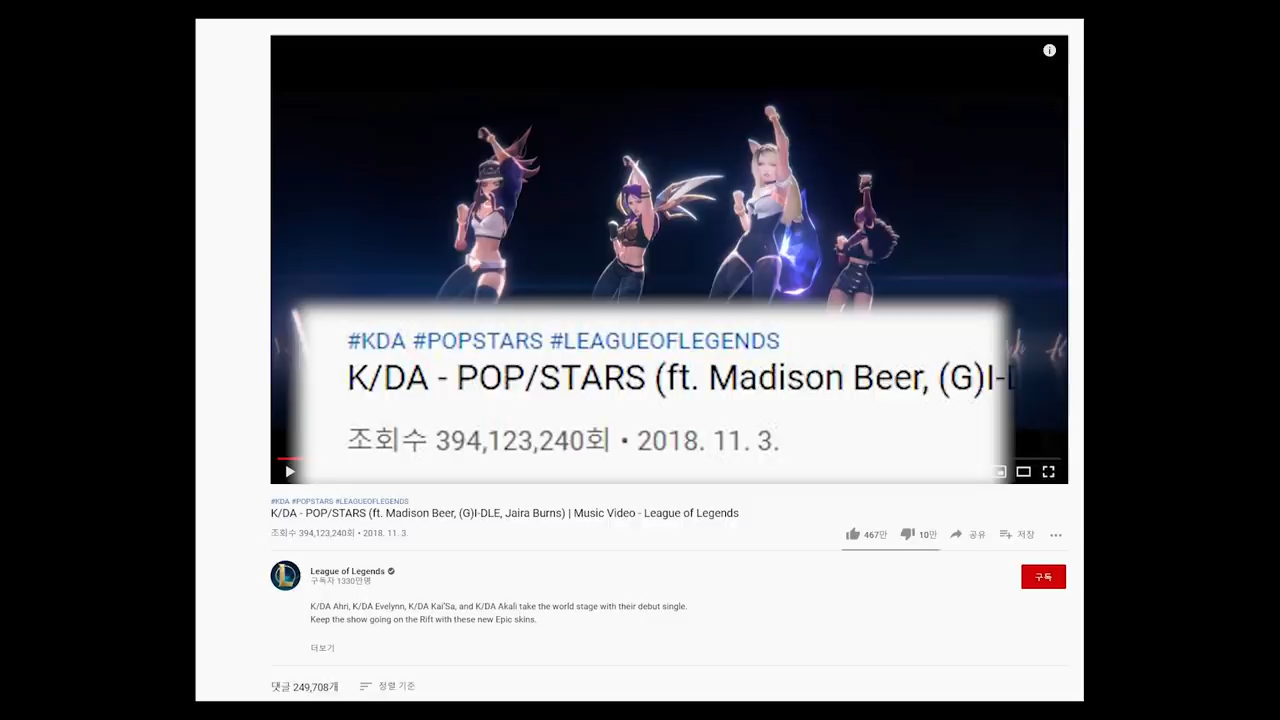 #KDA #POPSTARS #LEAGUEOFLEGENDS
K/DA - POP/STARS (ft. Madison Beer, (G)I-D
조회수 394,123,240회 • 2018. 11. 3.
#KDA #POPSTARS #LEAGUEOFLEGENDS
K/DA - POP/STARS (ft. Madison Beer, (G)I-DLE, Jaira Burns) | Music Video - League of Legends
조회수 394,123,240회 • 2018. 11. 3.
467만 10만 공유 저장
League of Legends
구독자 1330만명
구독
K/DA Ahri, K/DA Evelynn, K/DA Kai'Sa, and K/DA Akali take the world stage with their debut single.
Keep the show going on the Rift with these new Epic skins.
더보기
댓글 249,708개 정렬 기준